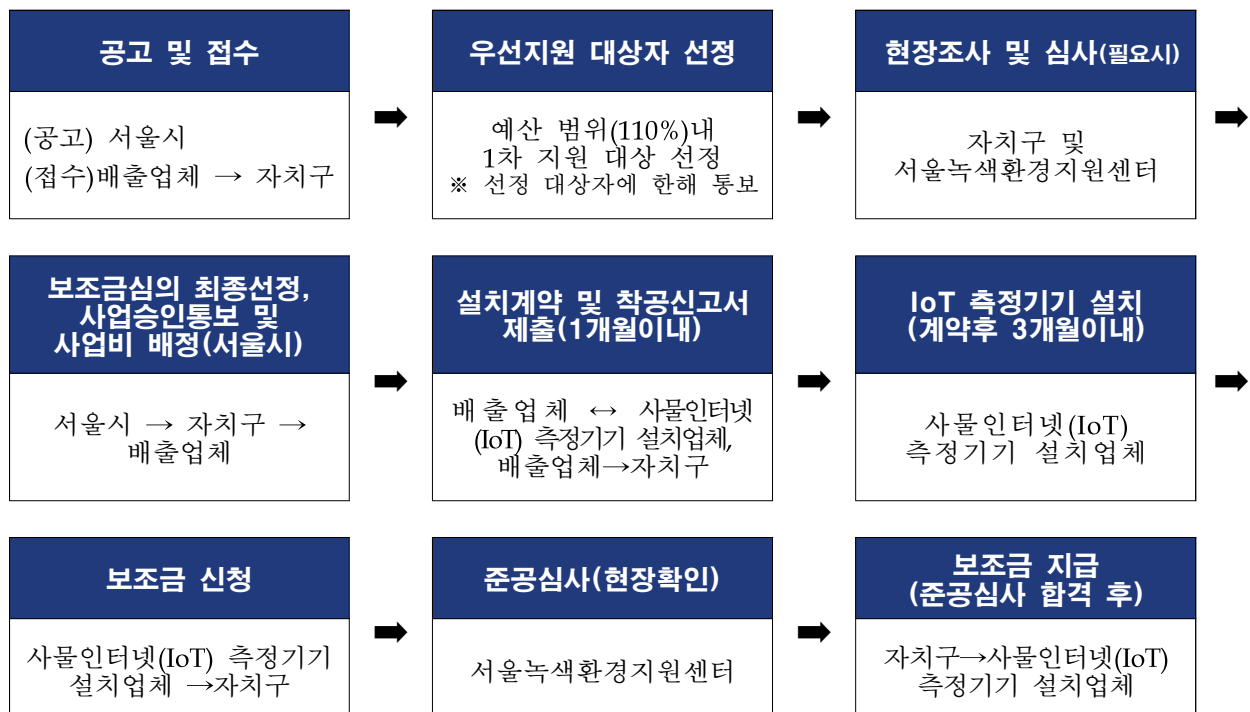 공고 및 접수
(공고) 서울시
(접수)배출업체 → 자치구
우선지원 대상자 선정
예산 범위(110%)내
1차 지원 대상 선정
※ 선정 대상자에 한해 통보
현장조사 및 심사(필요시)
자치구 및
서울녹색환경지원센터
보조금심의 최종선정,
사업승인통보 및
사업비 배정(서울시)
서울시 → 자치구 →
배출업체
설치계약 및 착공신고서
제출(1개월이내)
배출업체 ↔ 사물인터넷
(IoT) 측정기기 설치업체,
배출업체→자치구
IoT 측정기기 설치
(계약후 3개월이내)
사물인터넷(IoT)
측정기기 설치업체
보조금 신청
사물인터넷(IoT) 측정기기
설치업체 →자치구
준공심사(현장확인)
서울녹색환경지원센터
보조금 지급
(준공심사 합격 후)
자치구→사물인터넷(IoT)
측정기기 설치업체